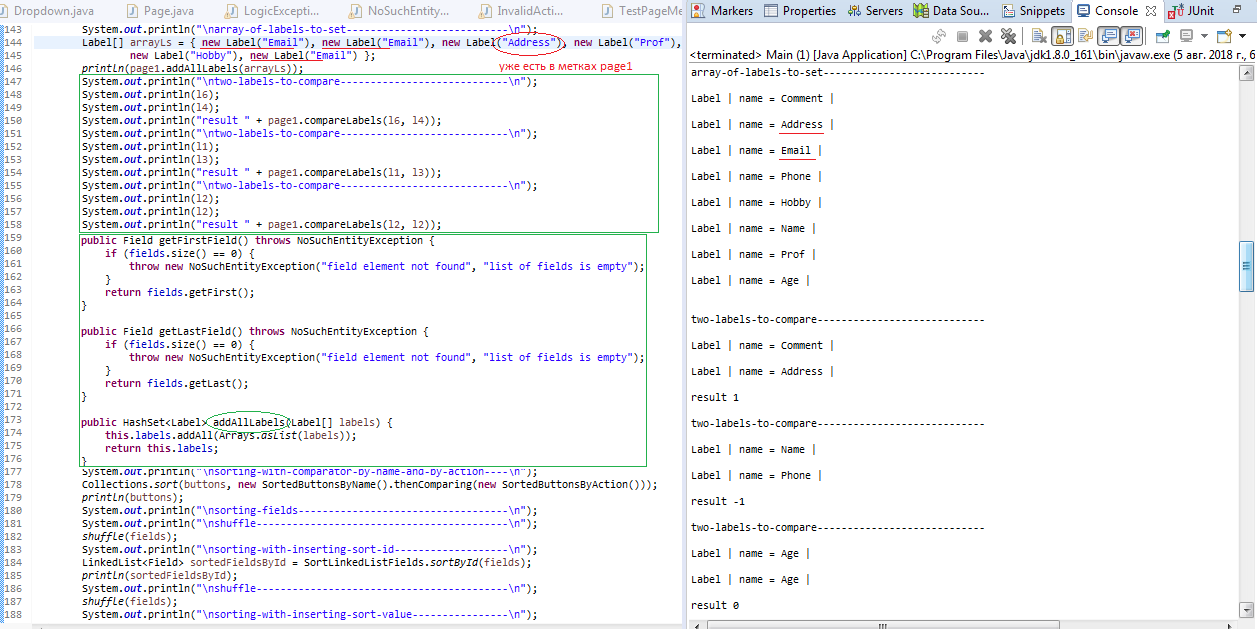 Dropdown.java
Page.java
LogicExcepti...
NoSuchEntity...
InvalidActi...
TestPageMe
143 System.out.println("\narray-of-labels-to-set----------------------------\n");
144 Label[] arrayLs = { new Label("Email"), new Label("Email"), new Label("Address"), new Label("Prof"),
145 new Label("Hobby"), new Label("Email") };
146 println(page1.addAllLabels(arrayLs));
уже есть в метках page1
147 System.out.println("\ntwo-labels-to-compare----------------------------\n");
148 System.out.println(l6);
149 System.out.println(l4);
150 System.out.println("result " + page1.compareLabels(l6, l4));
151 System.out.println("\ntwo-labels-to-compare----------------------------\n");
152 System.out.println(l1);
153 System.out.println(l3);
154 System.out.println("result " + page1.compareLabels(l1, l3));
155 System.out.println("\ntwo-labels-to-compare----------------------------\n");
156 System.out.println(l2);
157 System.out.println(l2);
158 System.out.println("result " + page1.compareLabels(l2, l2));
159 public Field getFirstField() throws NoSuchEntityException {
160 if (fields.size() == 0) {
161 throw new NoSuchEntityException("field element not found", "list of fields is empty");
162 }
163 return fields.getFirst();
164 }
165
166 public Field getLastField() throws NoSuchEntityException {
167 if (fields.size() == 0) {
168 throw new NoSuchEntityException("field element not found", "list of fields is empty");
169 }
170 return fields.getLast();
171 }
172
173 public HashSet<Label> addAllLabels(Label[] labels) {
174 this.labels.addAll(Arrays.asList(labels));
175 return this.labels;
176 }
177 System.out.println("\nsorting-with-comparator-by-name-and-by-action----\n");
178 Collections.sort(buttons, new SortedButtonsByName().thenComparing(new SortedButtonsByAction()));
179 println(buttons);
180 System.out.println("\nsorting-fields-----------------------------------\n");
181 System.out.println("\nshuffle------------------------------------------\n");
182 shuffle(fields);
183 System.out.println("\nsorting-with-inserting-sort-id-------------------\n");
184 LinkedList<Field> sortedFieldsById = SortLinkedListFields.sortById(fields);
185 println(sortedFieldsById);
186 System.out.println("\nshuffle------------------------------------------\n");
187 shuffle(fields);
188 System.out.println("\nsorting-with-inserting-sort-value----------------\n");
Markers
Properties
Servers
Data Sou...
Snippets
Console
JUnit
<terminated> Main (1) [Java Application] C:\Program Files\Java\jdk1.8.0_161\bin\javaw.exe (5 авг. 2018 г., 6
array-of-labels-to-set---------------------------
Label | name = Comment |
Label | name = Address |
Label | name = Email |
Label | name = Phone |
Label | name = Hobby |
Label | name = Name |
Label | name = Prof |
Label | name = Age |
two-labels-to-compare----------------------------
Label | name = Comment |
Label | name = Address |
result 1
two-labels-to-compare----------------------------
Label | name = Name |
Label | name = Phone |
result -1
two-labels-to-compare----------------------------
Label | name = Age |
Label | name = Age |
result 0